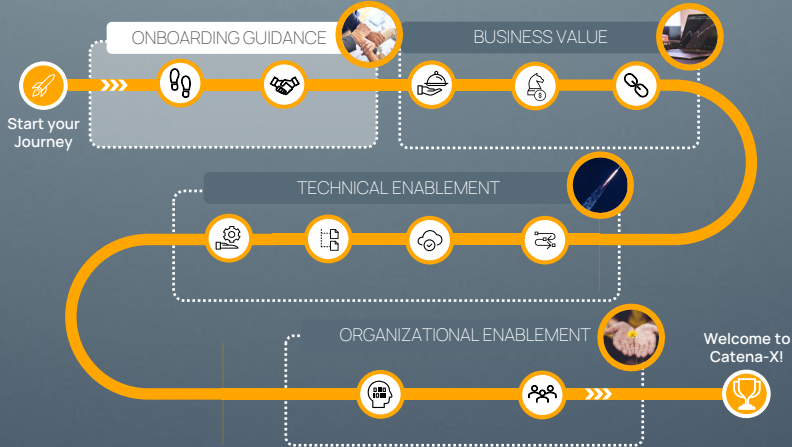 ONBOARDING GUIDANCE
BUSINESS VALUE
Start your
Journey
TECHNICAL ENABLEMENT
ORGANIZATIONAL ENABLEMENT
Welcome to
Catena-X!